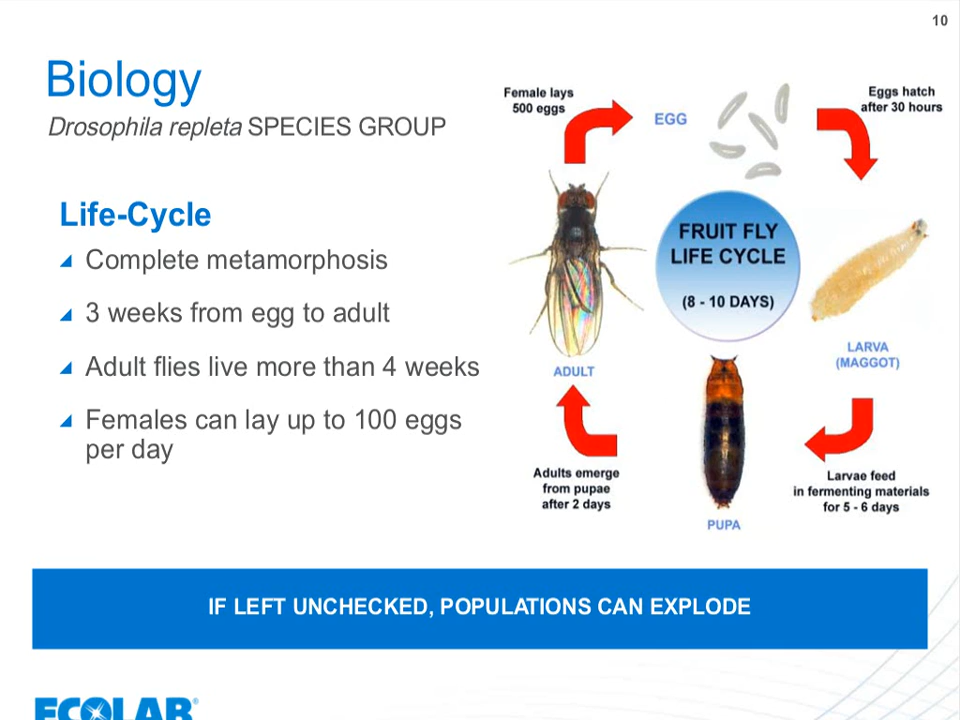 10
Biology
Drosophila repleta SPECIES GROUP
Life-Cycle
Complete metamorphosis
3 weeks from egg to adult
Adult flies live more than 4 weeks
Females can lay up to 100 eggs
per day
Female lays
500 eggs
EGG
Eggs hatch
after 30 hours
FRUIT FLY
LIFE CYCLE
(8 - 10 DAYS)
LARVA
(MAGGOT)
ADULT
Adults emerge
from pupae
after 2 days
PUPA
Larvae feed
in fermenting materials
for 5 - 6 days
IF LEFT UNCHECKED, POPULATIONS CAN EXPLODE
ECOLAB®